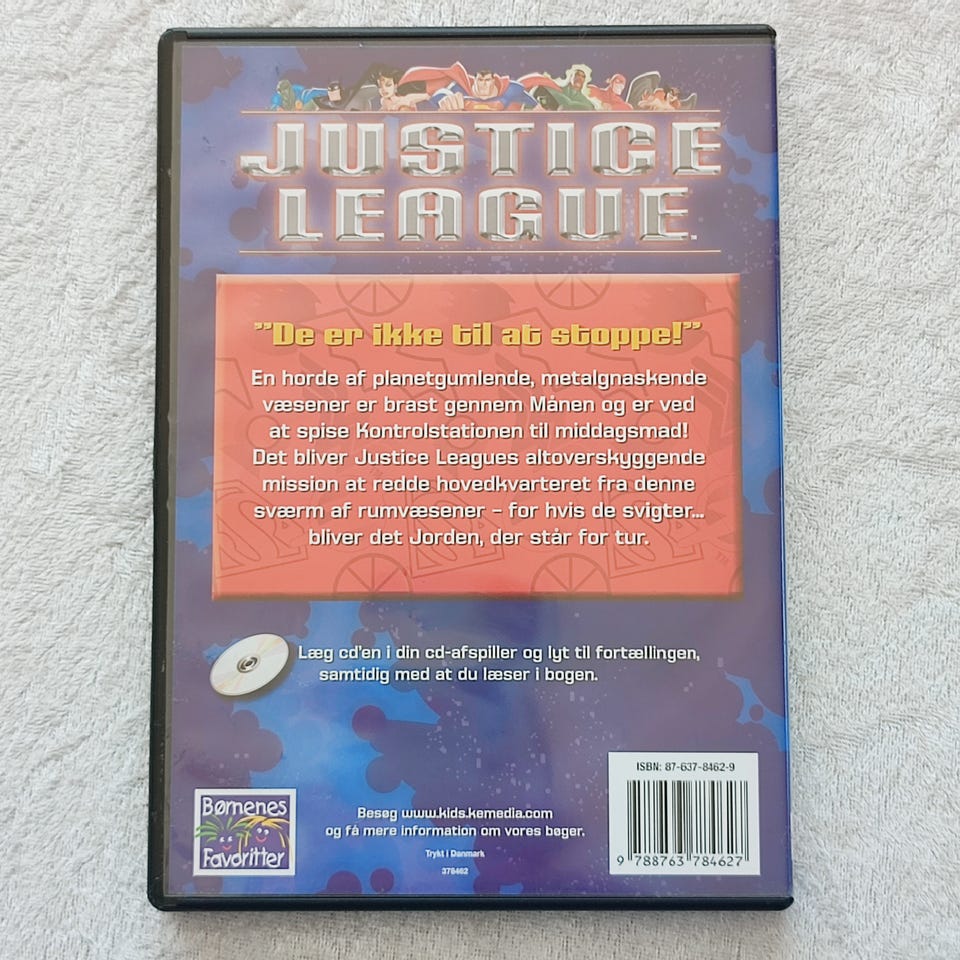 JUSTICE
LEAGUE
"De er ikke til at stoppe!"
En horde af planetgumlende, metalgnaskende
væsener er brast gennem Månen og er ved
at spise Kontrolstationen til middagsmad!
Det bliver Justice Leagues altoverskyggende
mission at redde hovedkvarteret fra denne
sværm af rumvæsener – for hvis de svigter...
bliver det Jorden, der står for tur.
Læg cd'en i din cd-afspiller og lyt til fortællingen,
samtidig med at du læser i bogen.
Børnenes
Favoritter
Besøg www.kids.kemedia.com
og få mere information om vores bøger.
Trykt i Danmark
378462
ISBN: 87-637-8462-9
9 788763 784627